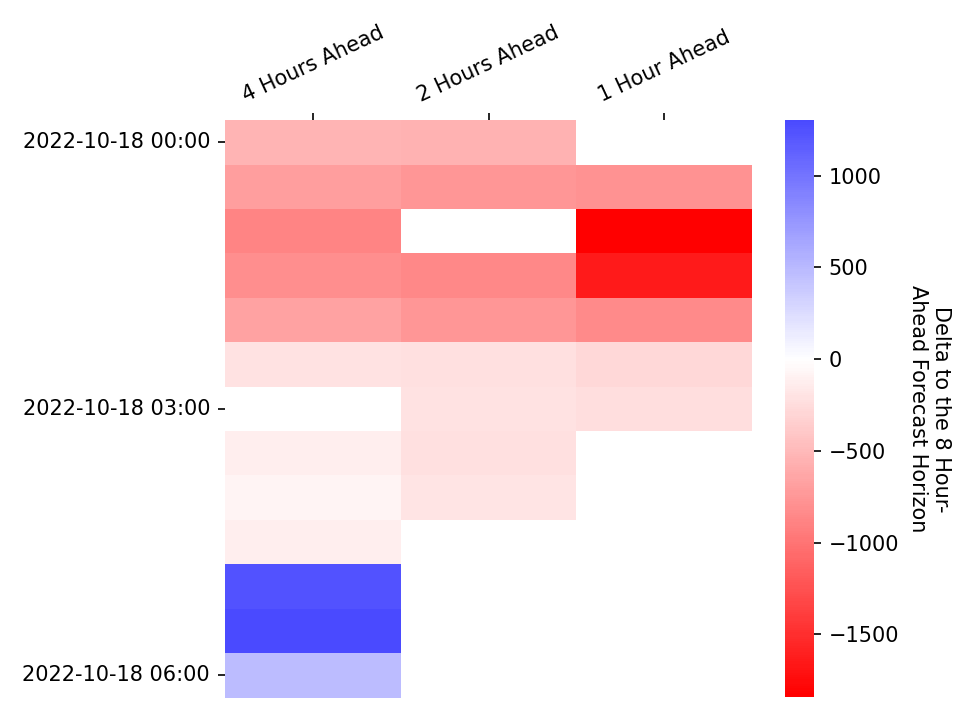 4 Hours Ahead
2 Hours Ahead
1 Hour Ahead
2022-10-18 00:00
2022-10-18 03:00
2022-10-18 06:00
1000
500
0
−500
−1000
−1500
Delta to the 8 Hour-
Ahead Forecast Horizon